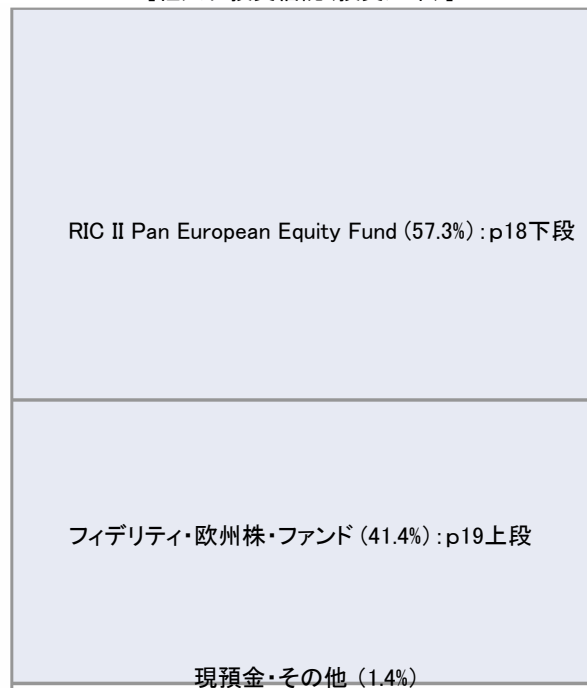 RIC II Pan European Equity Fund (57.3%):p18下段
フィデリティ・欧州株・ファンド (41.4%):p19上段
現預金・その他 (1.4%)